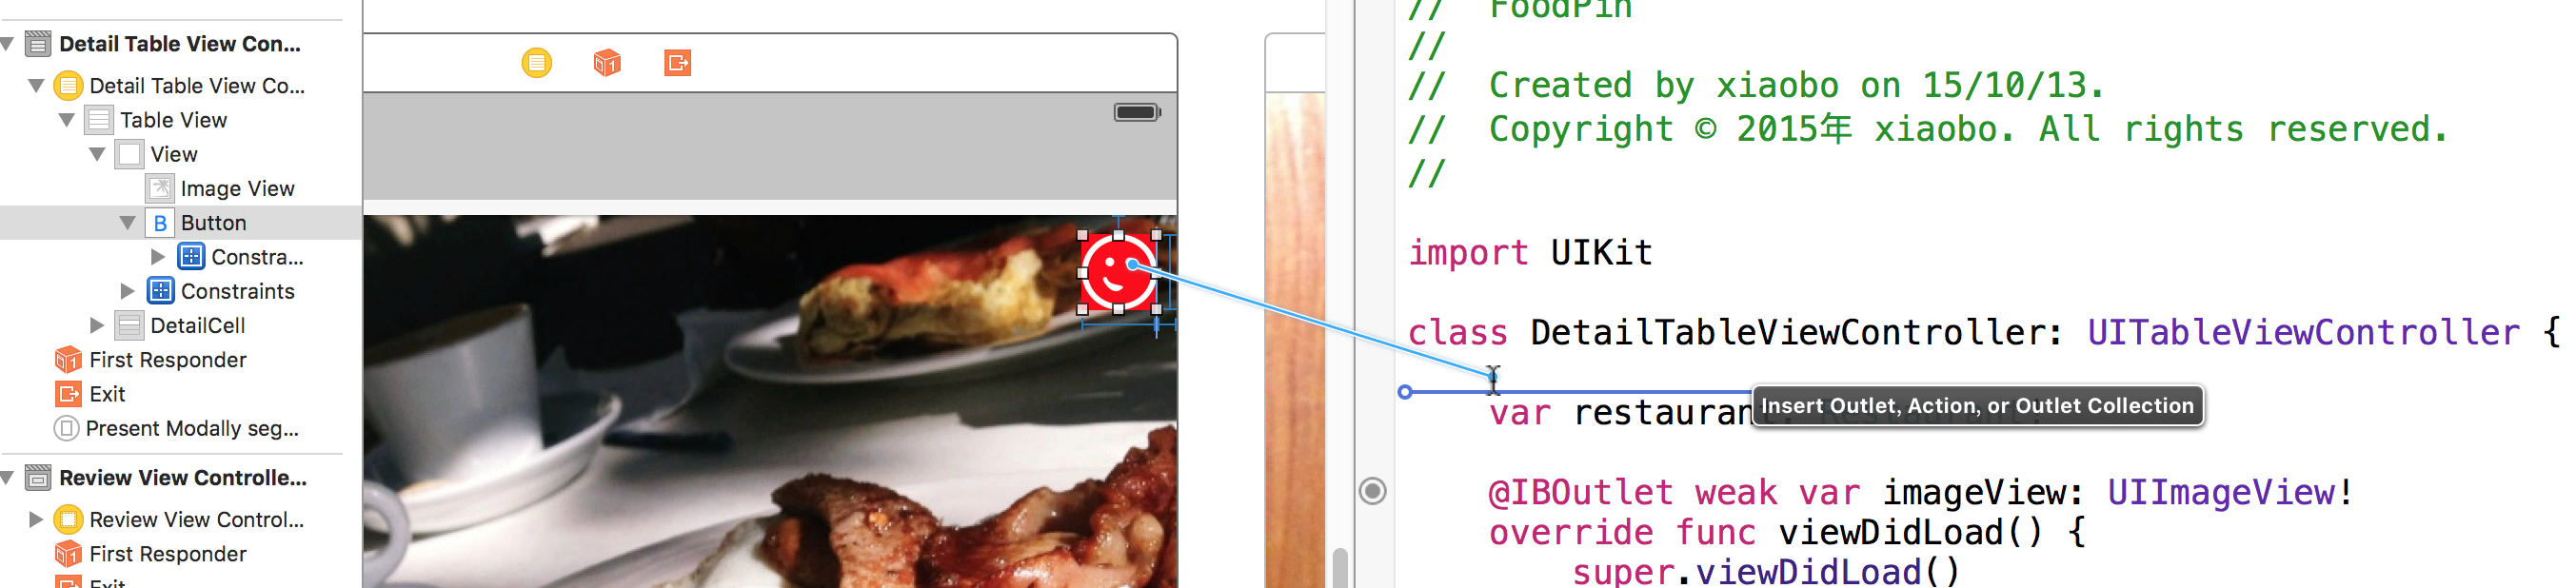 Detail Table View Con...
Detail Table View Co...
Table View
View
Image View
B Button
Constra...
Constraints
DetailCell
First Responder
Exit
Present Modally seg...
Review View Controlle...
Review View Control...
First Responder
Exit
// FoodPin
//
// Created by xiaobo on 15/10/13.
// Copyright © 2015年 xiaobo. All rights reserved.
//
import UIKit
class DetailTableViewController: UITableViewController {
Insert Outlet, Action, or Outlet Collection
var restaurant: Restaurant!
@IBOutlet weak var imageView: UIImageView!
override func viewDidLoad() {
super.viewDidLoad()